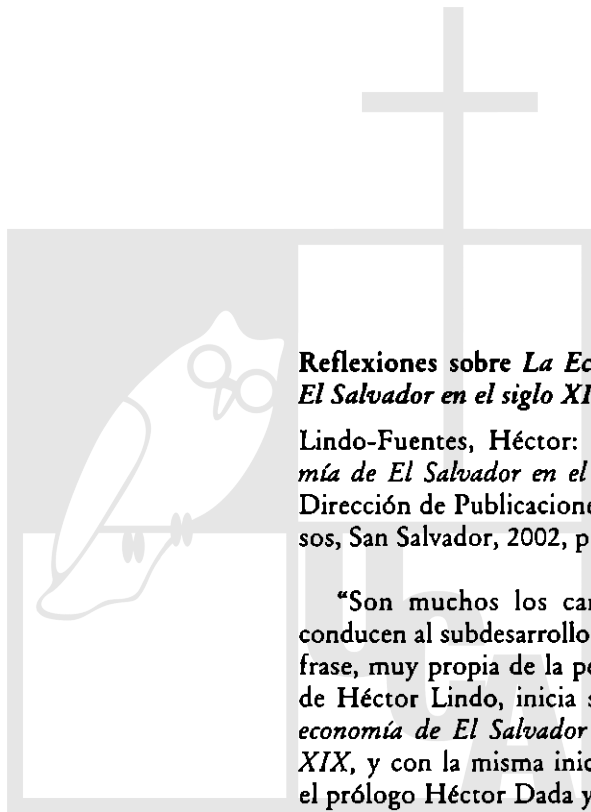 Reflexiones sobre La Ec
El Salvador en el siglo XI
Lindo-Fuentes, Héctor:
mía de El Salvador en el
Dirección de Publicacione
sos, San Salvador, 2002, p
“Son muchos los ca
conducen al subdesarrollo
frase, muy propia de la pe
de Héctor Lindo, inicia s
economía de El Salvador
XIX, y con la misma inic
el prólogo Héctor Dada y
UCA